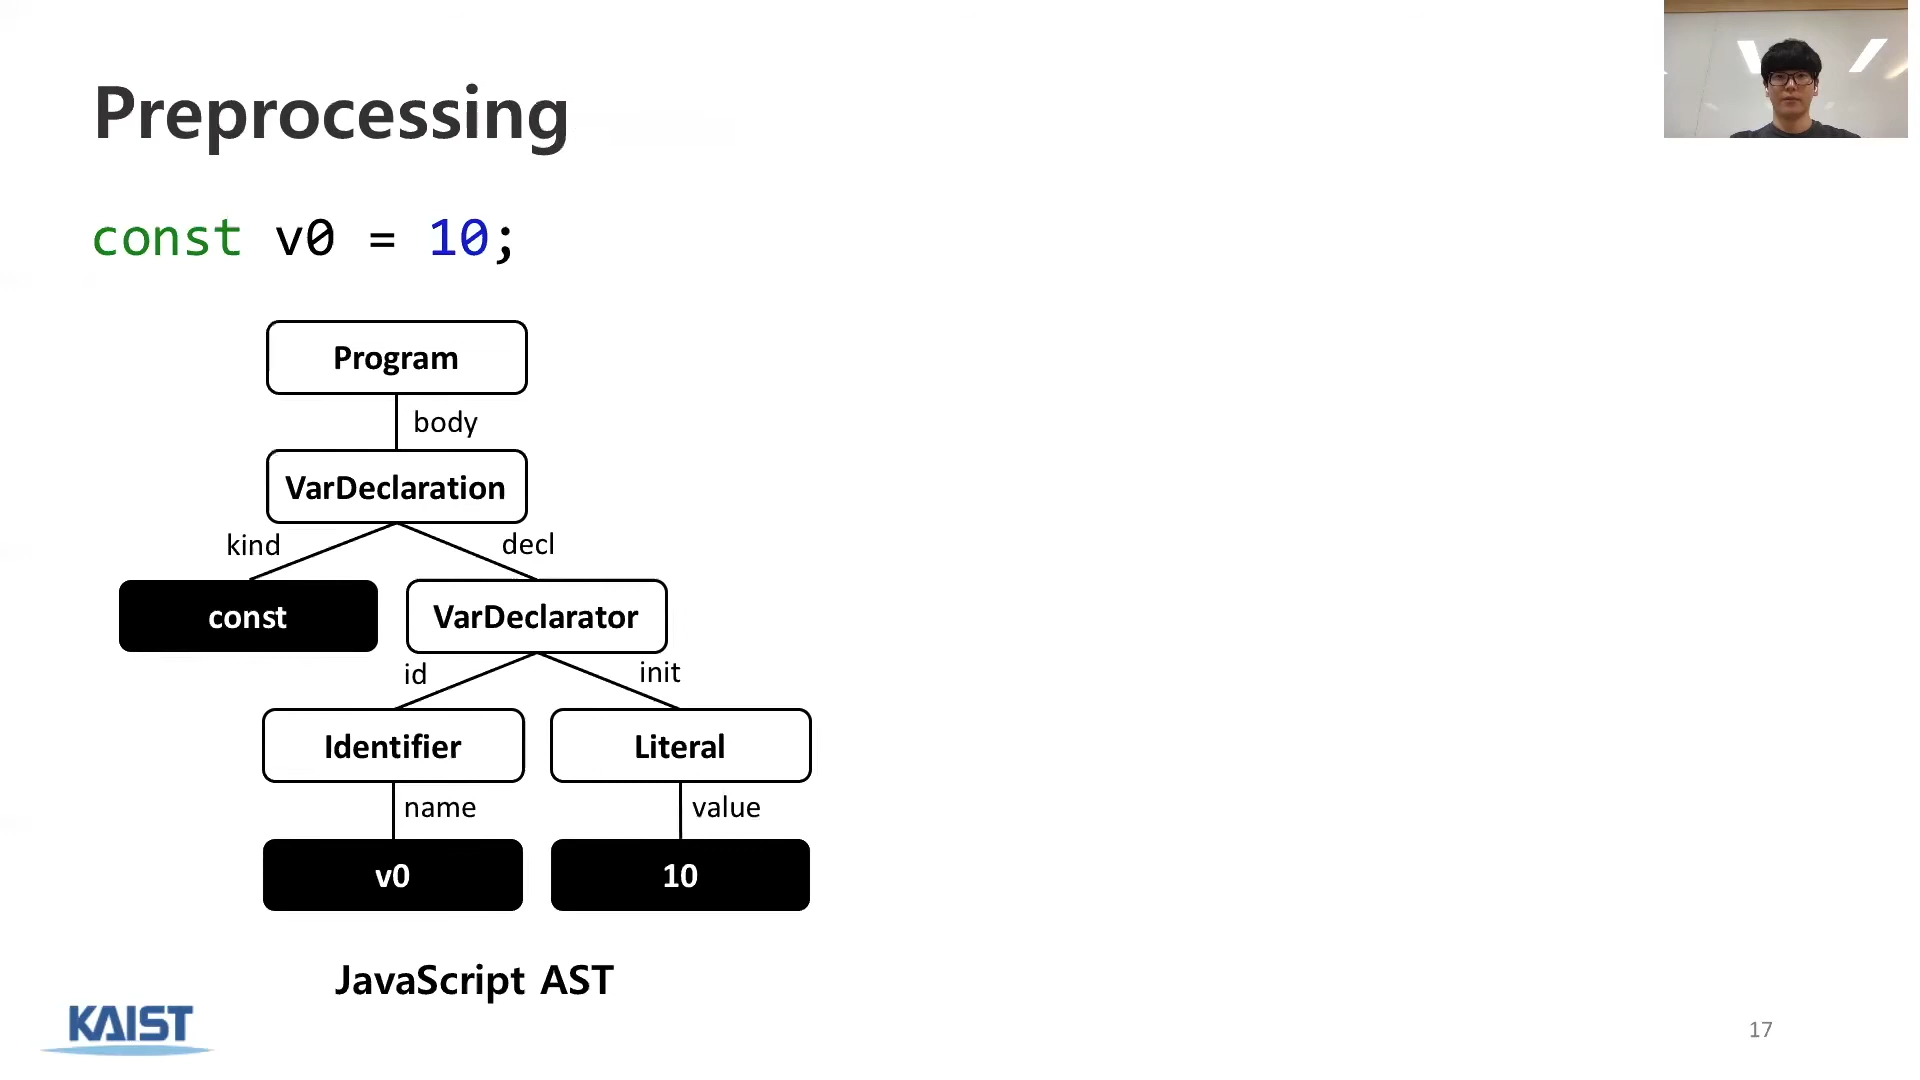 Preprocessing
const v0 = 10;
Program
body
VarDeclaration
kind decl
const VarDeclarator
id init
Identifier Literal
name value
v0 10
JavaScript AST
KAIST
17